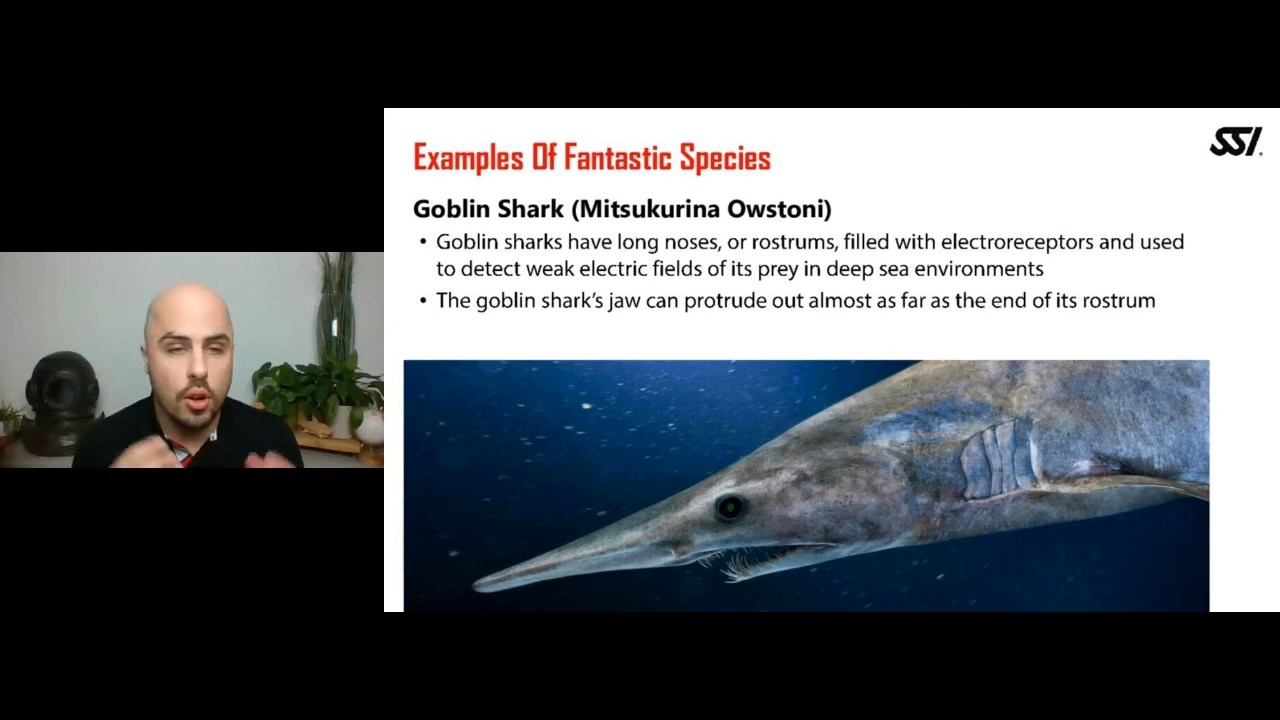 SSI
Examples Of Fantastic Species
Goblin Shark (Mitsukurina Owstoni)
• Goblin sharks have long noses, or rostrums, filled with electroreceptors and used
to detect weak electric fields of its prey in deep sea environments
• The goblin shark's jaw can protrude out almost as far as the end of its rostrum